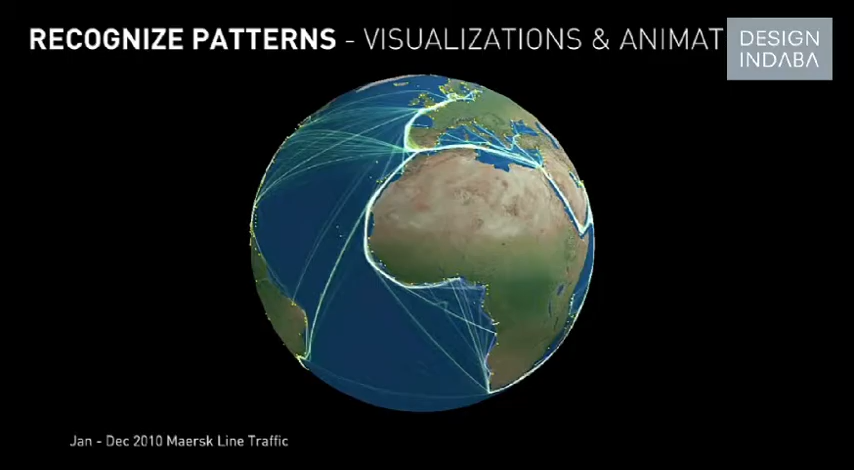 RECOGNIZE PATTERNS - VISUALIZATIONS & ANIMAT
DESIGN
INDABA
Jan - Dec 2010 Maersk Line Traffic